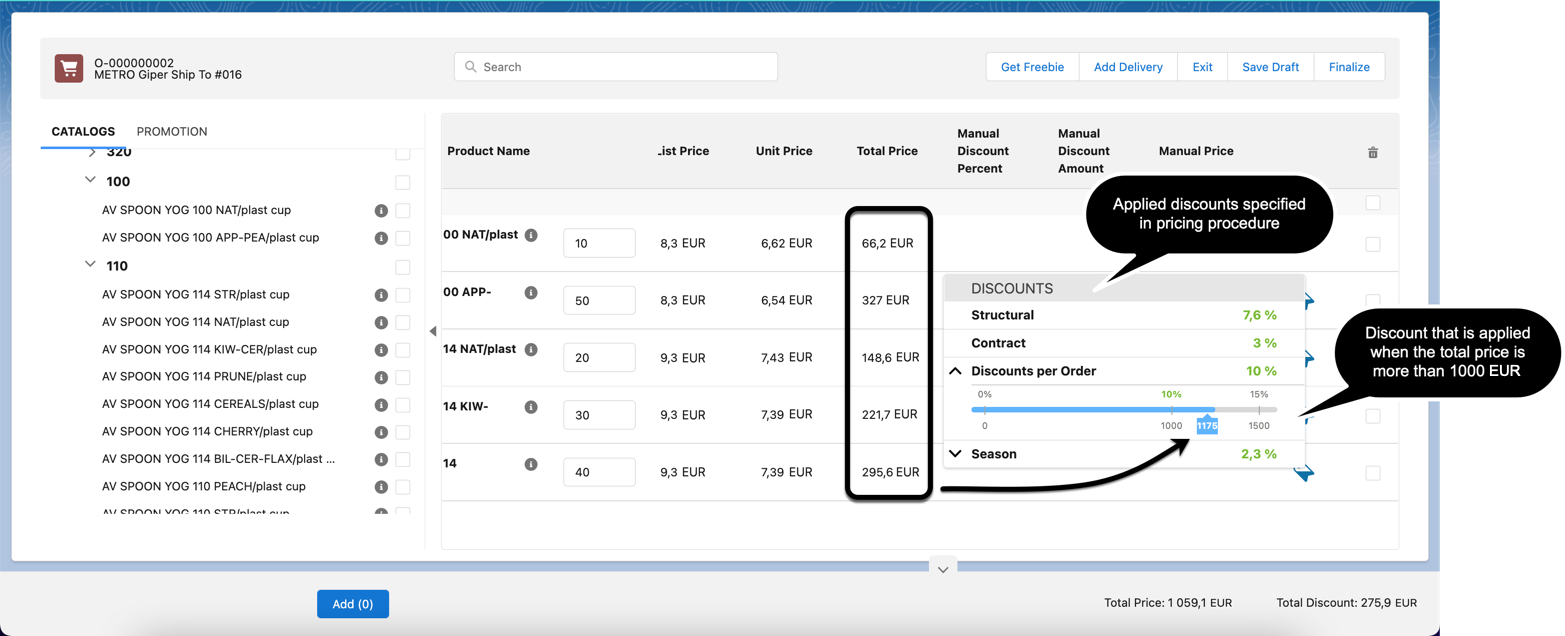 O-000000002
METRO Giper Ship To #016
Search
Get Freebie
Add Delivery
Exit
Save Draft
Finalize
CATALOGS
PROMOTION
320
100
AV SPOON YOG 100 NAT/plast cup
AV SPOON YOG 100 APP-PEA/plast cup
110
AV SPOON YOG 114 STR/plast cup
AV SPOON YOG 114 NAT/plast cup
AV SPOON YOG 114 KIW-CER/plast cup
AV SPOON YOG 114 PRUNE/plast cup
AV SPOON YOG 114 CEREALS/plast cup
AV SPOON YOG 114 CHERRY/plast cup
AV SPOON YOG 114 BIL-CER-FLAX/plast ...
AV SPOON YOG 110 PEACH/plast cup
AV SPOON YOG 110 STR/plast cup
Product Name
List Price
Unit Price
Total Price
Manual
Discount
Percent
Manual
Discount
Amount
Manual Price
00 NAT/plast
10
8,3 EUR
6,62 EUR
66,2 EUR
00 APP-
50
8,3 EUR
6,54 EUR
327 EUR
14 NAT/plast
20
9,3 EUR
7,43 EUR
148,6 EUR
14 KIW-
30
9,3 EUR
7,39 EUR
221,7 EUR
14
40
9,3 EUR
7,39 EUR
295,6 EUR
Applied discounts specified
in pricing procedure
DISCOUNTS
Structural
7,6 %
Contract
3 %
Discounts per Order
10 %
0%
10%
15%
0
1000
1175
1500
Season
2,3 %
Discount that is applied
when the total price is
more than 1000 EUR
Add (0)
Total Price: 1 059,1 EUR
Total Discount: 275,9 EUR